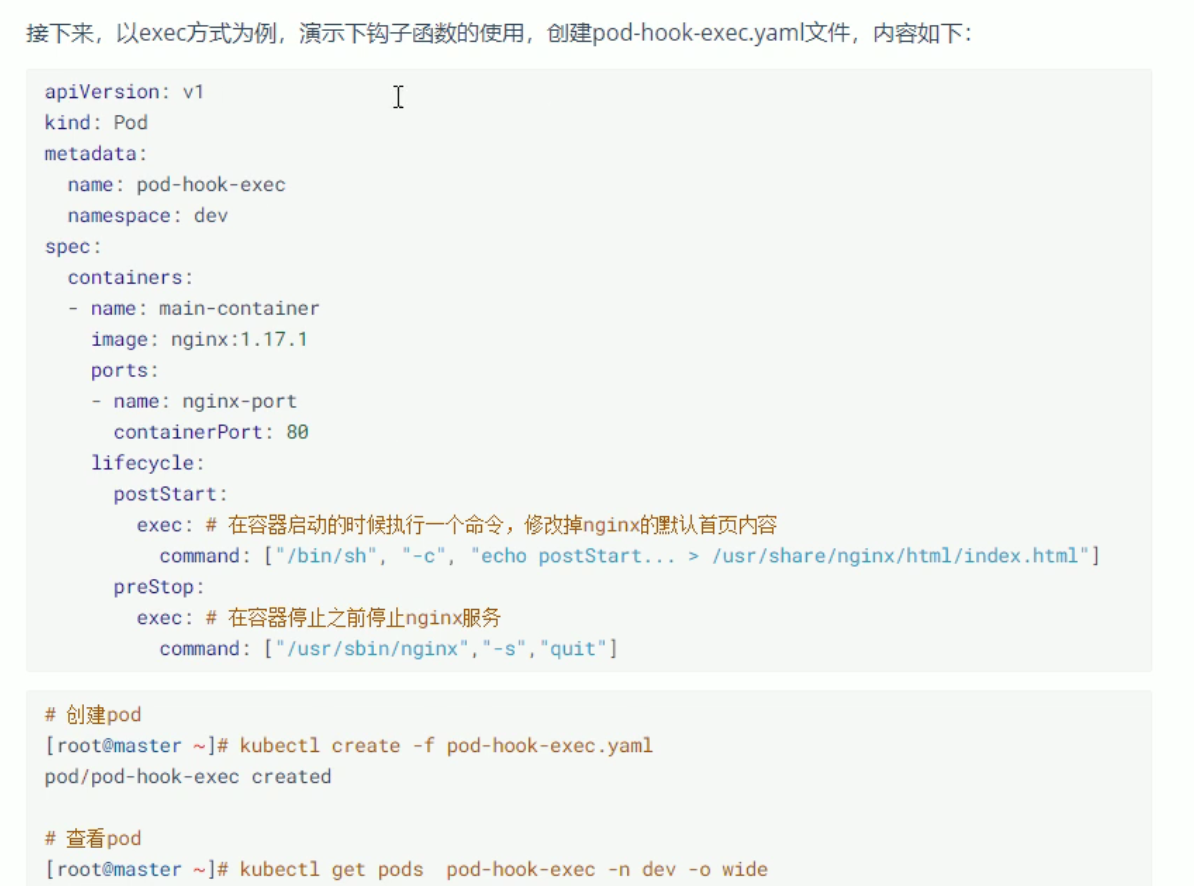 接下来，以exec方式为例，演示下钩子函数的使用，创建pod-hook-exec.yaml文件，内容如下：
apiVersion: v1
kind: Pod
metadata:
  name: pod-hook-exec
  namespace: dev
spec:
  containers:
  - name: main-container
    image: nginx:1.17.1
    ports:
    - name: nginx-port
      containerPort: 80
    lifecycle:
      postStart:
        exec: # 在容器启动的时候执行一个命令，修改掉nginx的默认首页内容
          command: ["/bin/sh", "-c", "echo postStart... > /usr/share/nginx/html/index.html"]
      preStop:
        exec: # 在容器停止之前停止nginx服务
          command: ["/usr/sbin/nginx","-s","quit"]
# 创建pod
[root@master ~]# kubectl create -f pod-hook-exec.yaml
pod/pod-hook-exec created
# 查看pod
[root@master ~]# kubectl get pods  pod-hook-exec -n dev -o wide